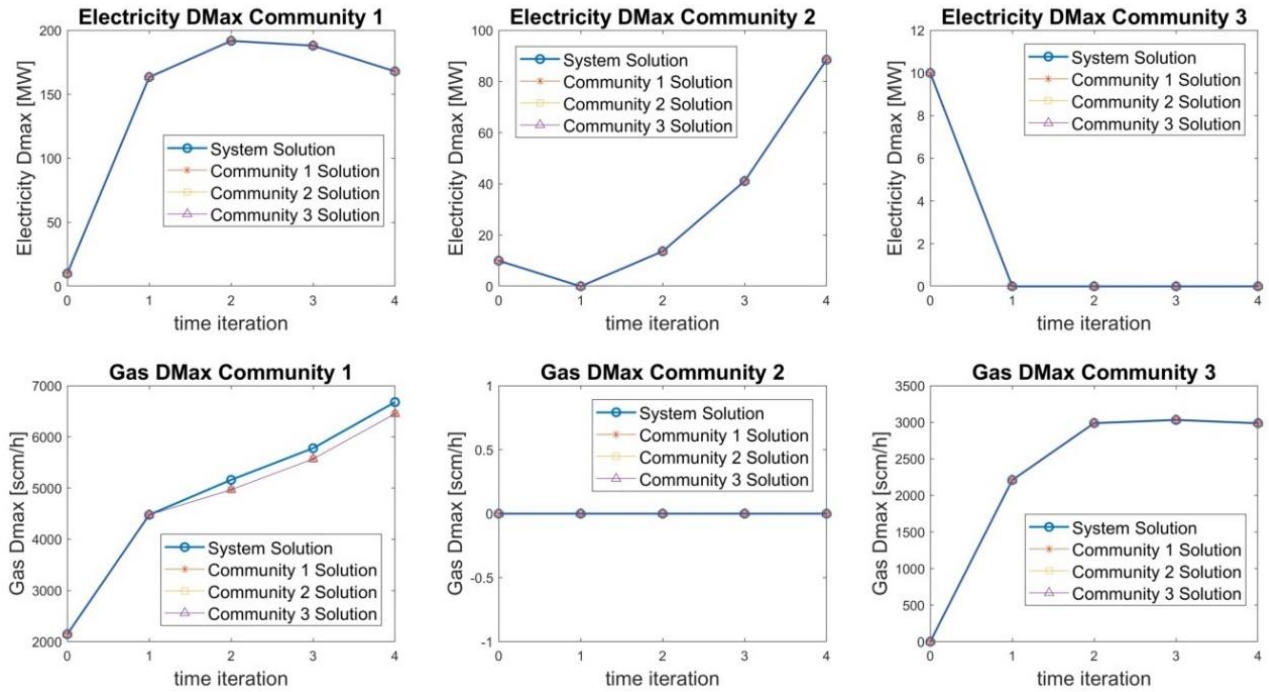 Electricity DMax Community 1
Electricity Dmax [MW]
200
150
100
50
0
0 1 2 3 4
time iteration
System Solution
Community 1 Solution
Community 2 Solution
Community 3 Solution
Electricity DMax Community 2
Electricity Dmax [MW]
100
80
60
40
20
0
0 1 2 3 4
time iteration
System Solution
Community 1 Solution
Community 2 Solution
Community 3 Solution
Electricity DMax Community 3
Electricity Dmax [MW]
12
10
8
6
4
2
0
0 1 2 3 4
time iteration
System Solution
Community 1 Solution
Community 2 Solution
Community 3 Solution
Gas DMax Community 1
Gas Dmax [scm/h]
7000
6000
5000
4000
3000
2000
0 1 2 3 4
time iteration
System Solution
Community 1 Solution
Community 2 Solution
Community 3 Solution
Gas DMax Community 2
Gas Dmax [scm/h]
1
0.5
0
-0.5
-1
0 1 2 3 4
time iteration
System Solution
Community 1 Solution
Community 2 Solution
Community 3 Solution
Gas DMax Community 3
Gas Dmax [scm/h]
3500
3000
2500
2000
1500
1000
500
0
0 1 2 3 4
time iteration
System Solution
Community 1 Solution
Community 2 Solution
Community 3 Solution